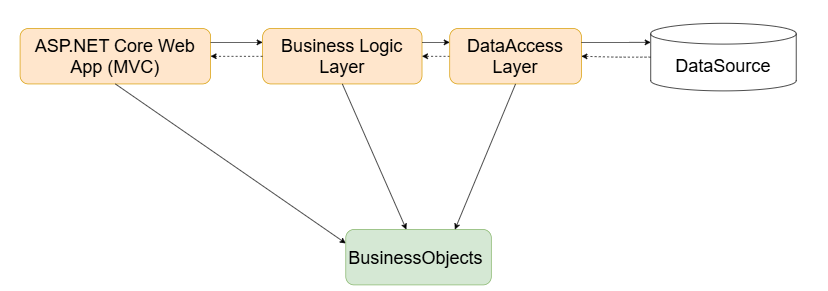 ASP.NET Core Web
App (MVC)
Business Logic
Layer
DataAccess
Layer
DataSource
BusinessObjects